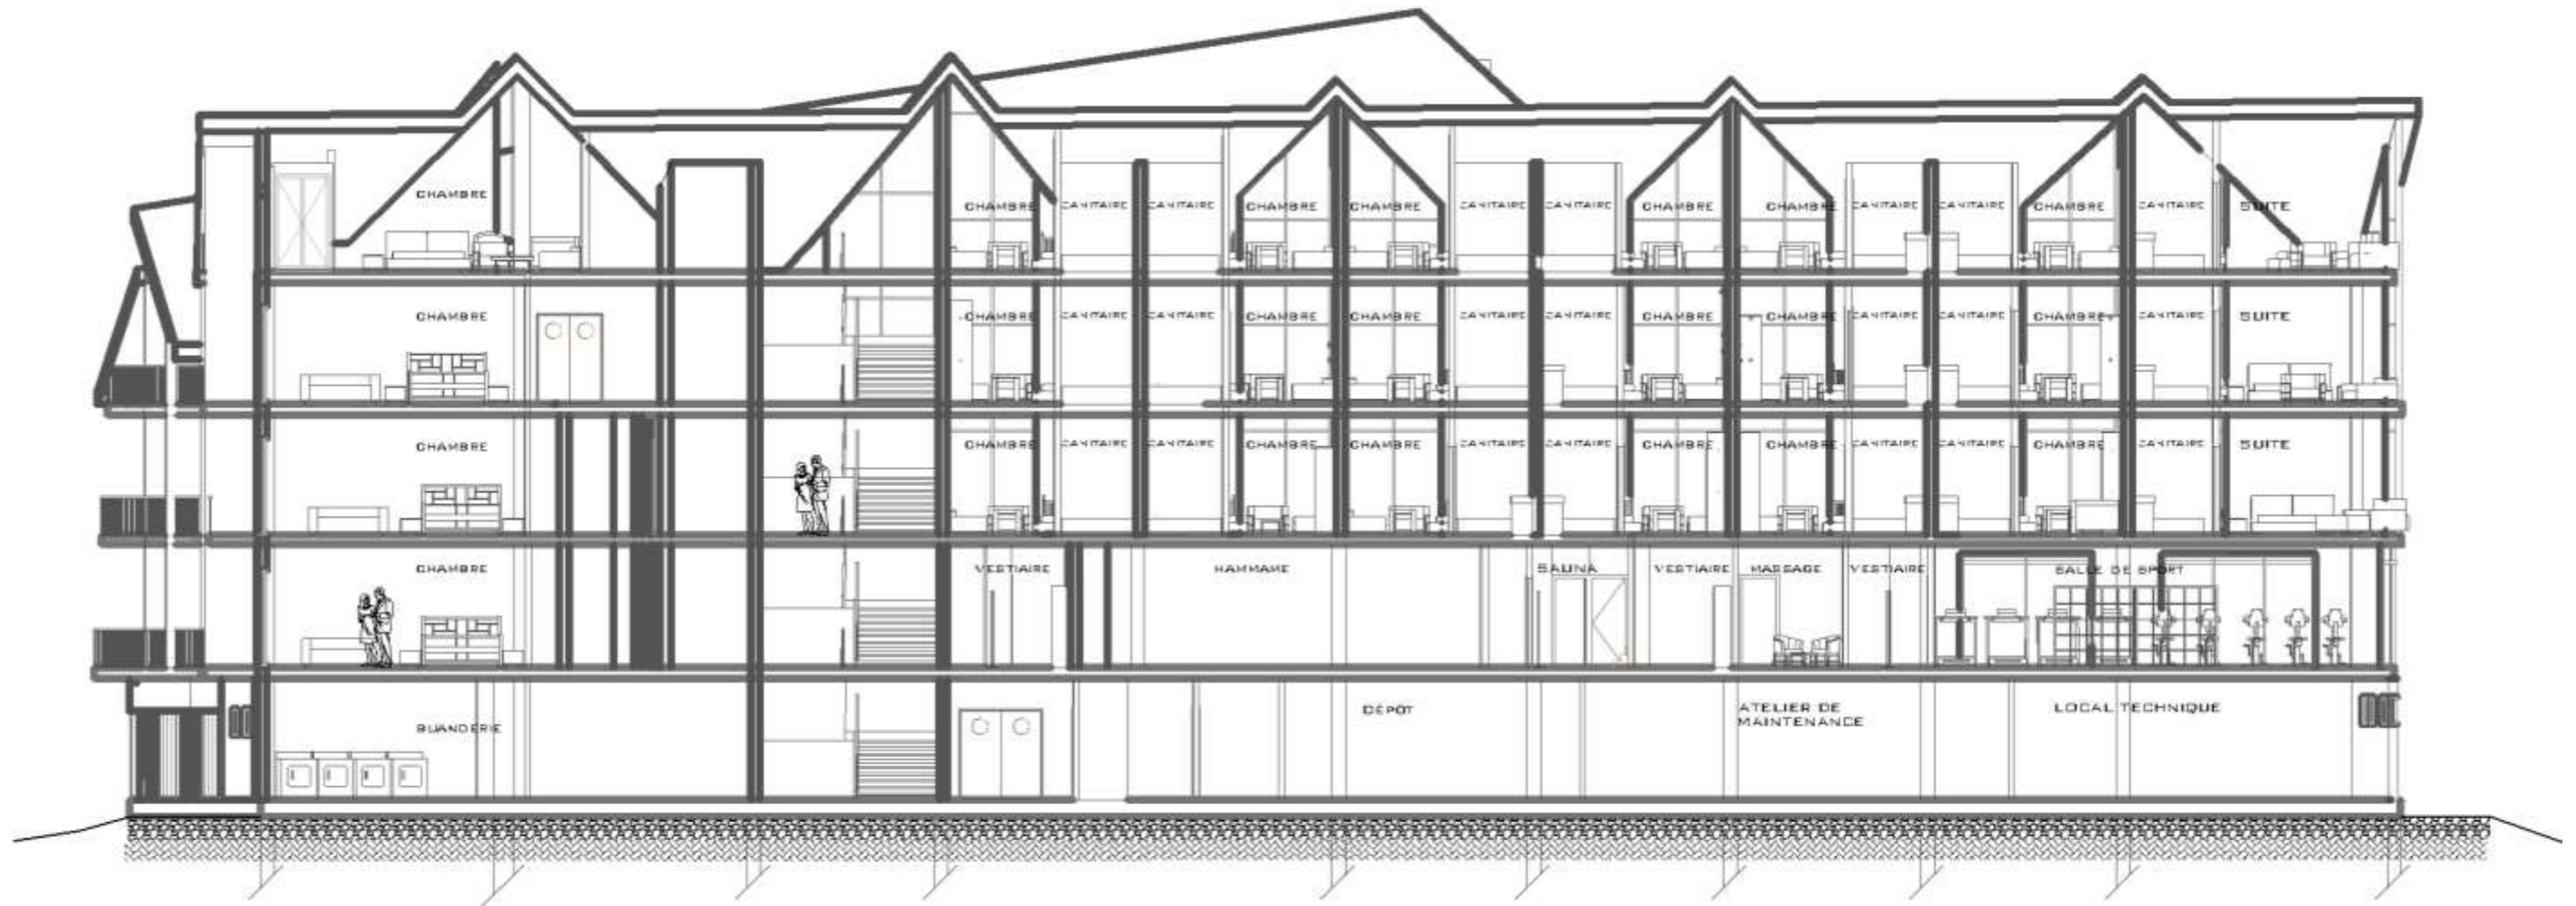 CHAMBRE
CHAMBRE SANITAIRE SANITAIRE CHAMBRE CHAMBRE SANITAIRE SANITAIRE CHAMBRE CHAMBRE SANITAIRE SANITAIRE CHAMBRE SANITAIRE SUITE
CHAMBRE CHAMBRE SANITAIRE SANITAIRE CHAMBRE CHAMBRE SANITAIRE SANITAIRE CHAMBRE CHAMBRE SANITAIRE SANITAIRE CHAMBRE SANITAIRE SUITE
CHAMBRE CHAMBRE SANITAIRE SANITAIRE CHAMBRE CHAMBRE SANITAIRE SANITAIRE CHAMBRE CHAMBRE SANITAIRE SANITAIRE CHAMBRE SANITAIRE SUITE
CHAMBRE VESTIAIRE HAMMAME SAUNA VESTIAIRE MASSAGE VESTIAIRE SALLE DE SPORT
BUANDERIE DÉPÔT ATELIER DE LOCAL TECHNIQUE
MAINTENANCE